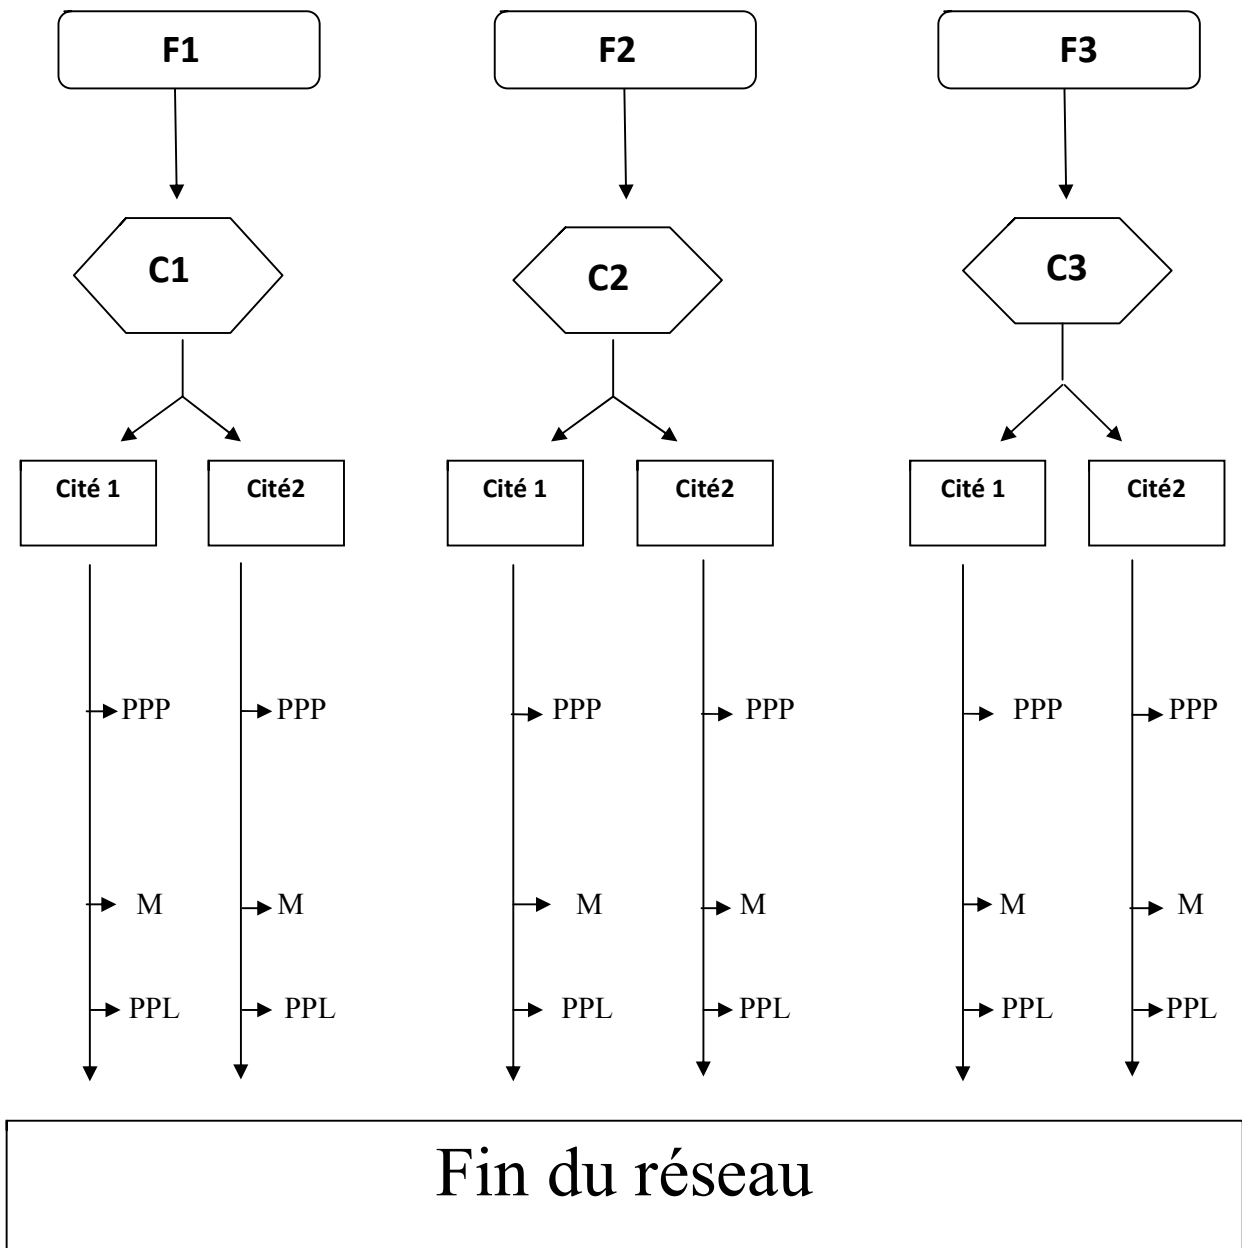 F1 F2 F3
C1 C2 C3
Cité 1 Cité2 Cité 1 Cité2 Cité 1 Cité2
PPP PPP PPP PPP PPP PPP
M M M M M M
PPL PPL PPL PPL PPL PPL
Fin du réseau